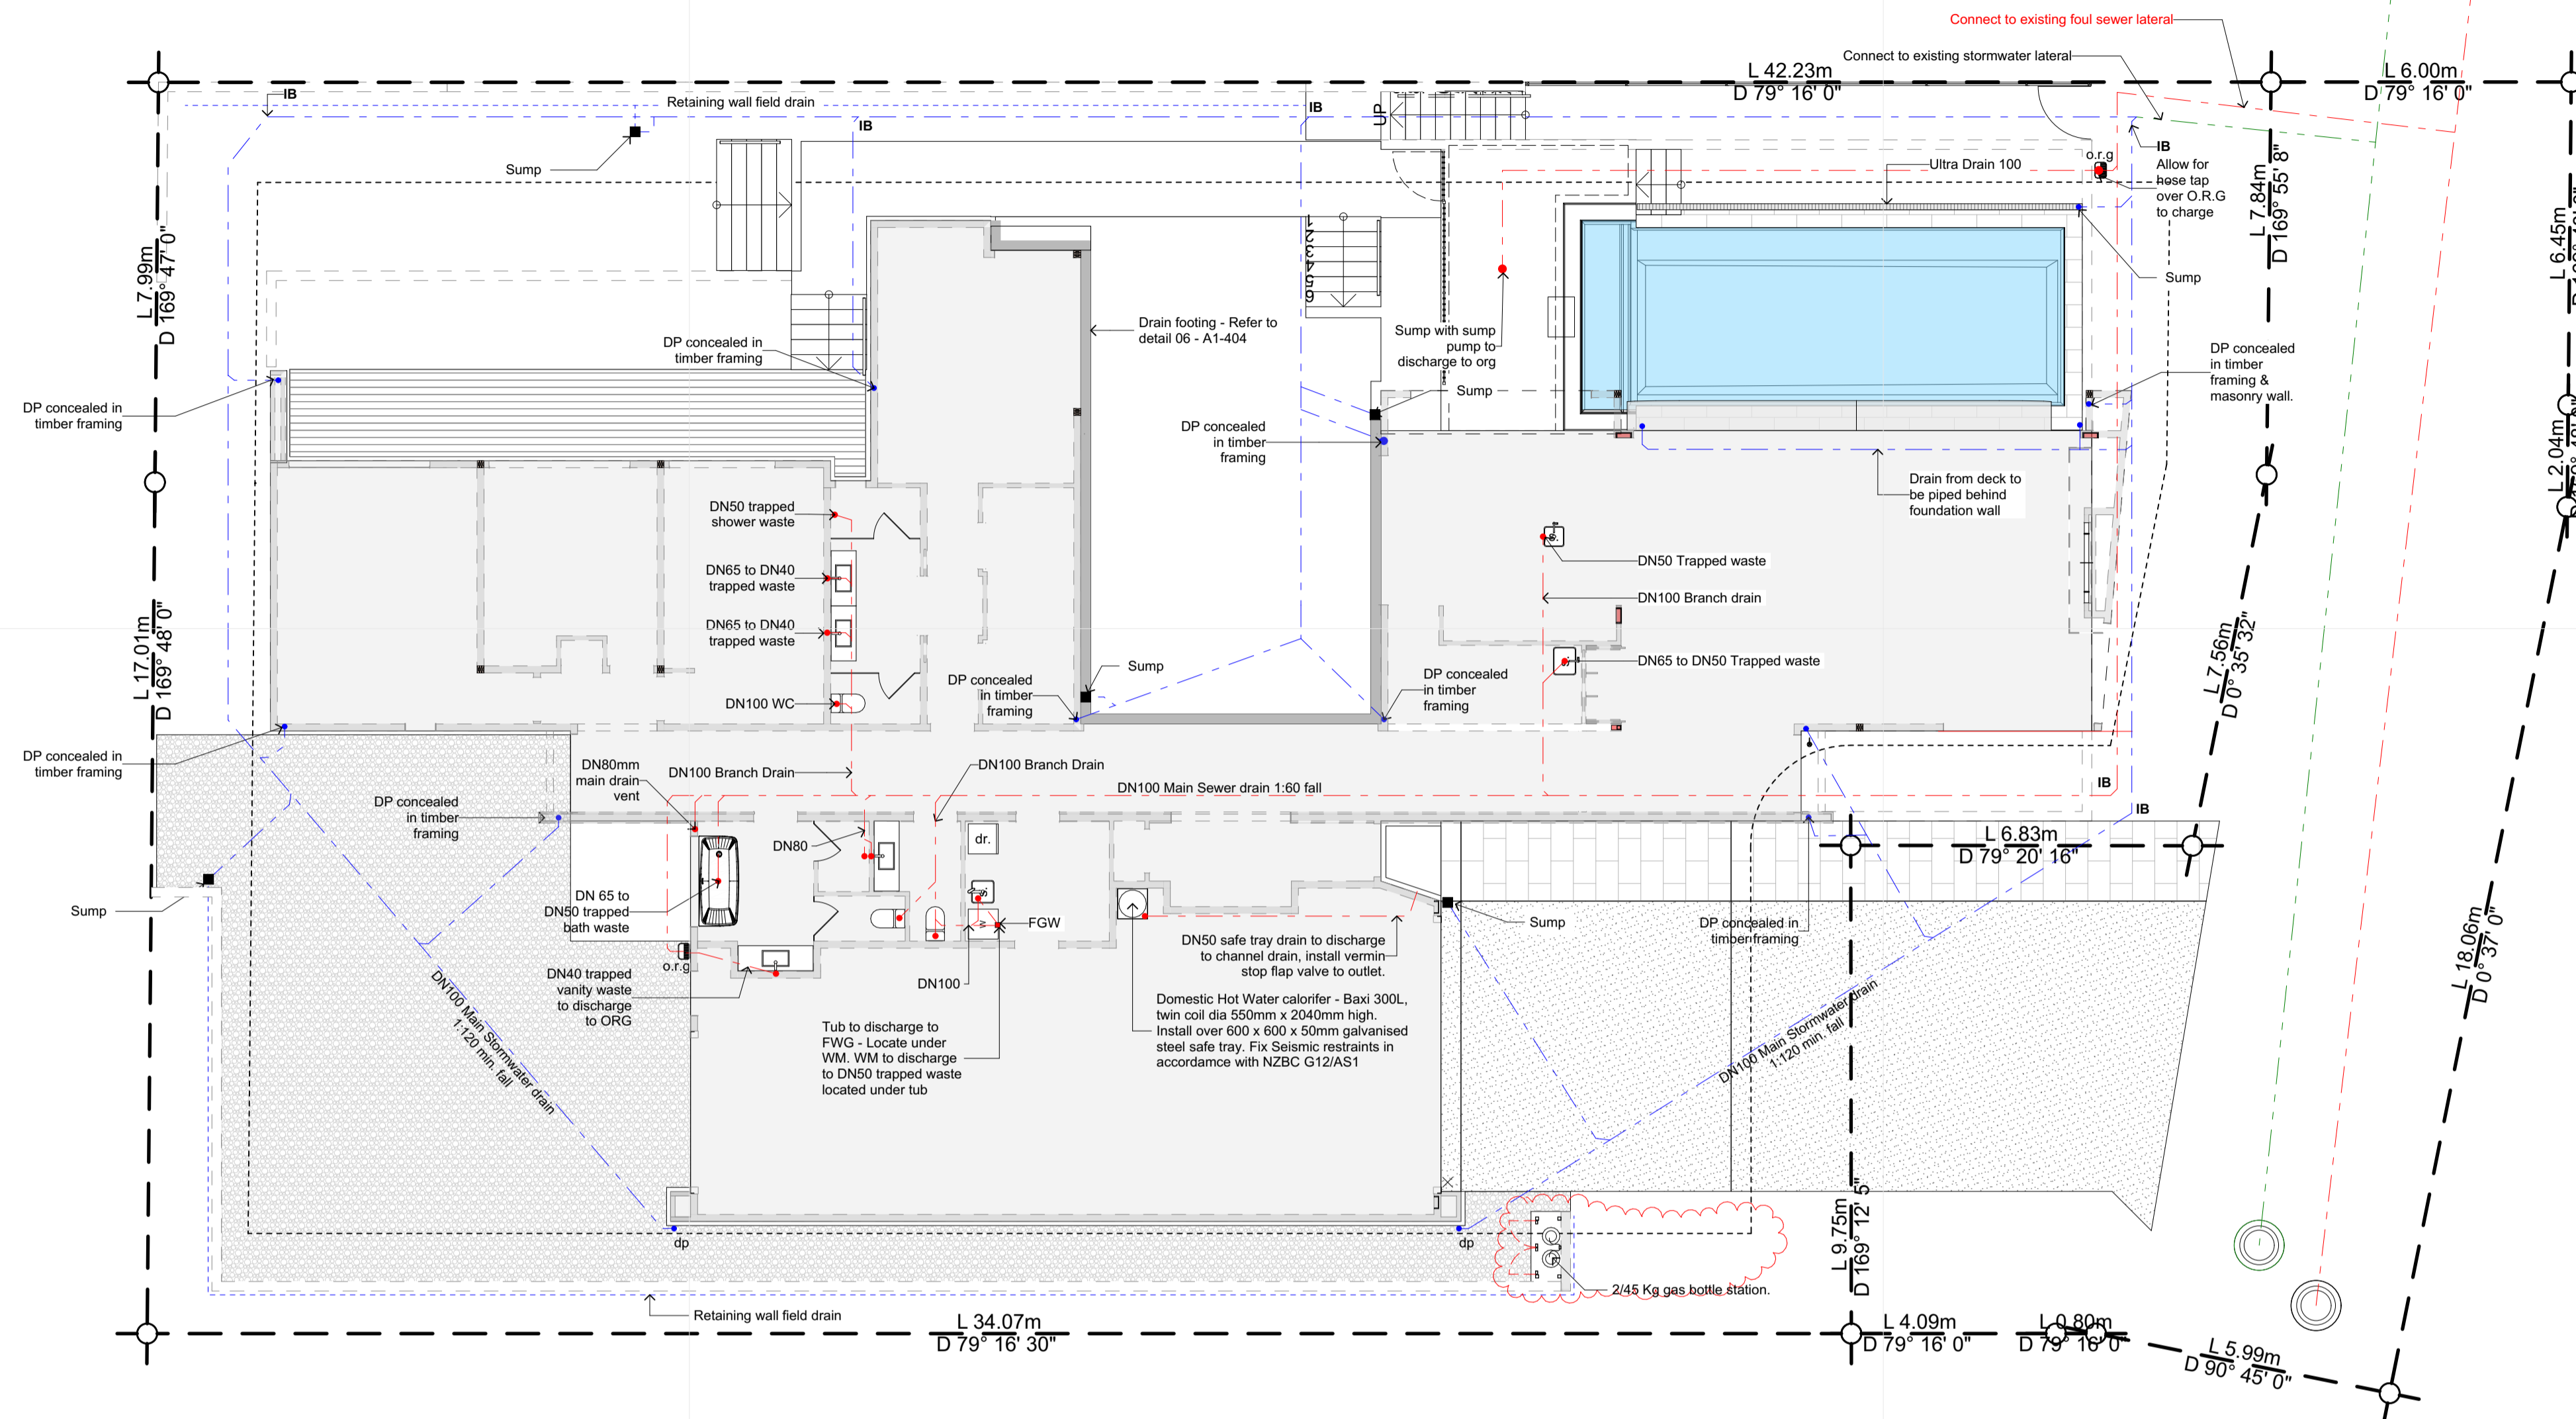 Connect to existing foul sewer lateral
Connect to existing stormwater lateral
L 42.23m
D 79° 16' 0"
L 6.00m
D 79° 16' 0"
IB
Retaining wall field drain
IB
IB
UP
Sump
Ultra Drain 100
o.r.g
IB
Allow for
hose tap
over O.R.G
to charge
L 7.99m
D 169° 47' 0"
L 7.84m
D 169° 55' 8"
L 6.45m
1
2
3
4
5
6
Sump
Drain footing - Refer to
detail 06 - A1-404
Sump with sump
pump to
discharge to org
DP concealed in
timber framing
DP concealed
in timber
framing &
masonry wall.
DP concealed in
timber framing
Sump
DP concealed
in timber
framing
L 2.04m
Drain from deck to
be piped behind
foundation wall
DN50 trapped
shower waste
DN65 to DN40
trapped waste
DN65 to DN40
trapped waste
DN100 WC
s.
DN50 Trapped waste
DN100 Branch drain
s.
DN65 to DN50 Trapped waste
L 17.01m
D 169° 48' 0"
L 7.56m
D 0° 35' 32"
Sump
DP concealed
in timber
framing
DP concealed
in timber
framing
DP concealed in
timber framing
DN80mm
main drain
vent
DN100 Branch Drain
DN100 Branch Drain
DN100 Main Sewer drain 1:60 fall
IB
IB
DP concealed
in timber
framing
DN80
dr.
L 6.83m
D 79° 20' 16"
DN 65 to
DN50 trapped
bath waste
s.
FGW
Sump
Sump
DP concealed in
timber framing
DN50 safe tray drain to discharge
to channel drain, install vermin
stop flap valve to outlet.
o.r.g
DN40 trapped
vanity waste
to discharge
to ORG
DN100
L 18.06m
D 0° 37' 0"
DN100 Main Stormwater drain
1:120 min. fall
Tub to discharge to
FWG - Locate under
WM. WM to discharge
to DN50 trapped waste
located under tub
Domestic Hot Water calorifer - Baxi 300L,
twin coil dia 550mm x 2040mm high.
Install over 600 x 600 x 50mm galvanised
steel safe tray. Fix Seismic restraints in
accordamce with NZBC G12/AS1
DN100 Main Stormwater drain
1:120 min. fall
L 9.75m
D 169° 12' 5"
dp
dp
2/45 Kg gas bottle station.
Retaining wall field drain
L 34.07m
D 79° 16' 30"
L 4.09m
D 79° 16' 0"
L 0.80m
D 79° 16' 0"
L 5.99m
D 90° 45' 0"